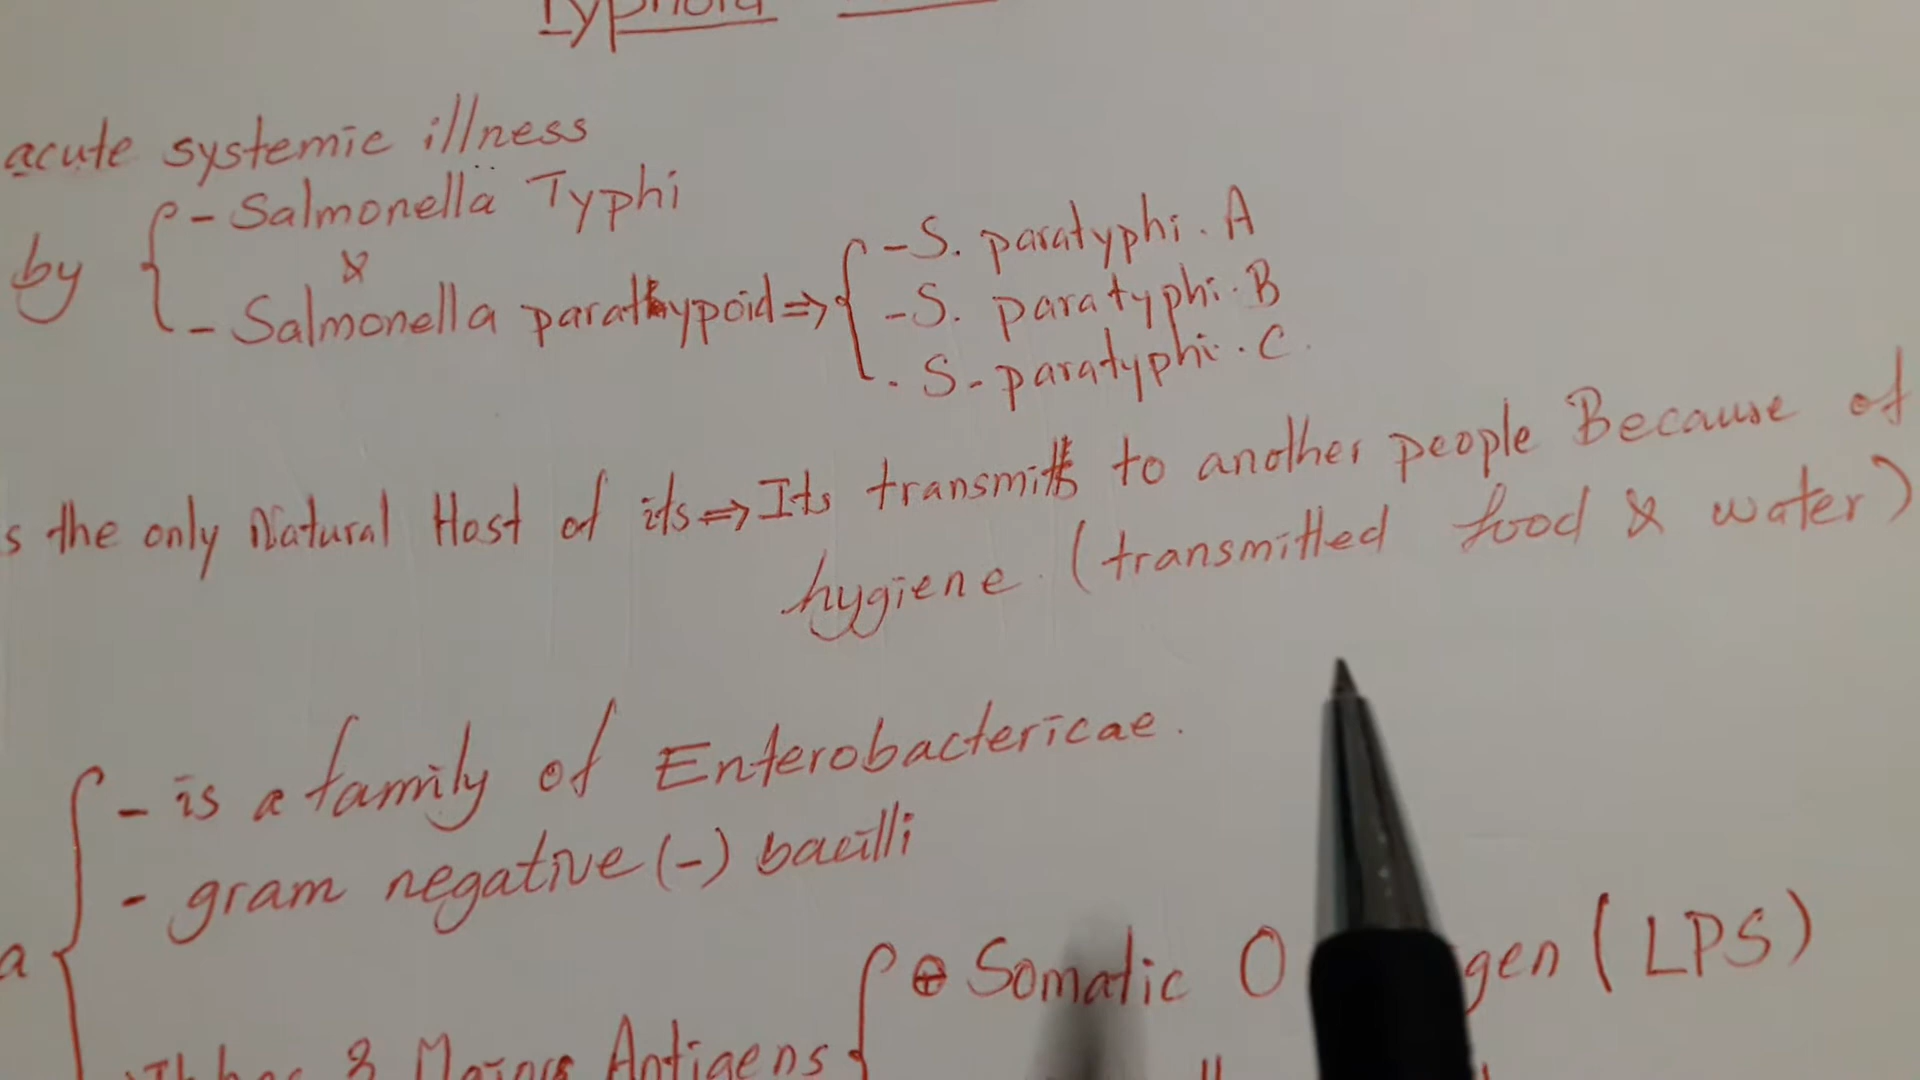 Typhoid
acute systemic illness
by { - Salmonella Typhi
&
- Salmonella parathypoid ⇒ { - S. paratyphi. A
- S. paratyphi. B
. S. paratyphi. C.
s the only Natural Host of its ⇒ Its transmitts to another people Because of
hygiene. (transmitted food & water)
a { - is a family of Enterobactericae.
- gram negative (-) bacilli
Major Antigens { ⊕ Somatic O gen (LPS)